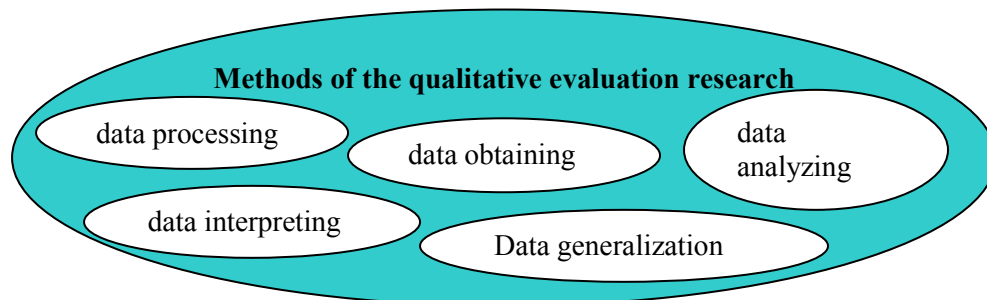 Methods of the qualitative evaluation research
data processing
data obtaining
data
analyzing
data interpreting
Data generalization